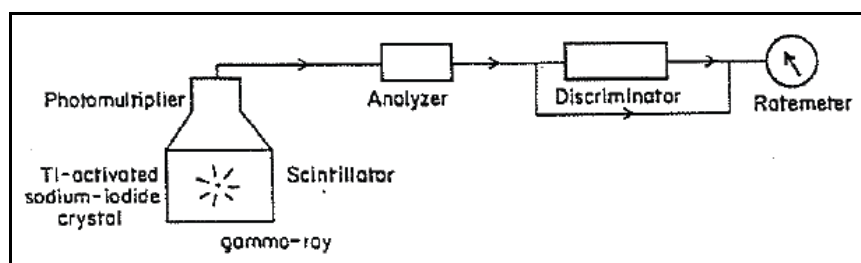 Photomultiplier
Analyzer
Discriminator
Ratemeter
Tl-activated
sodium-iodide
crystal
Scintillator
gamma-ray